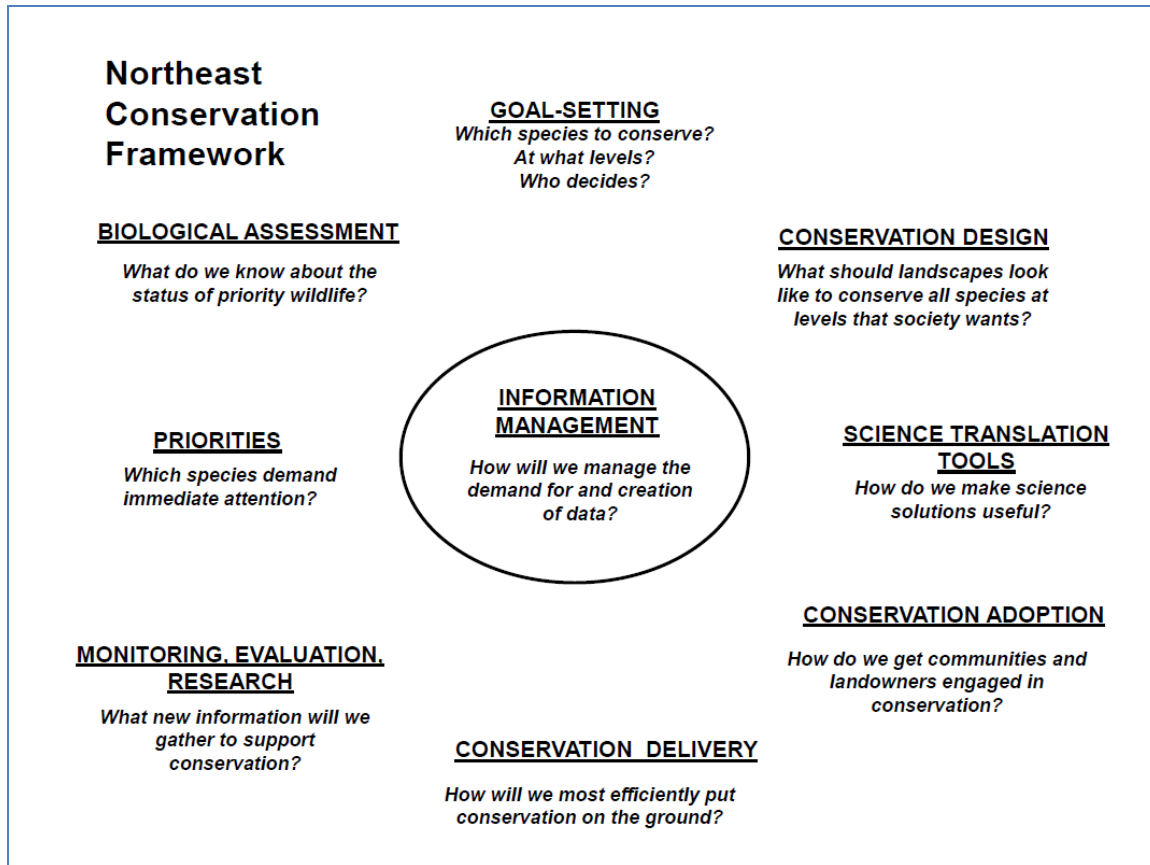 Northeast
Conservation
Framework
GOAL-SETTING
Which species to conserve?
At what levels?
Who decides?
BIOLOGICAL ASSESSMENT
What do we know about the
status of priority wildlife?
CONSERVATION DESIGN
What should landscapes look
like to conserve all species at
levels that society wants?
INFORMATION
MANAGEMENT
How will we manage the
demand for and creation
of data?
PRIORITIES
Which species demand
immediate attention?
SCIENCE TRANSLATION
TOOLS
How do we make science
solutions useful?
CONSERVATION ADOPTION
How do we get communities and
landowners engaged in
conservation?
MONITORING, EVALUATION,
RESEARCH
What new information will we
gather to support
conservation?
CONSERVATION DELIVERY
How will we most efficiently put
conservation on the ground?